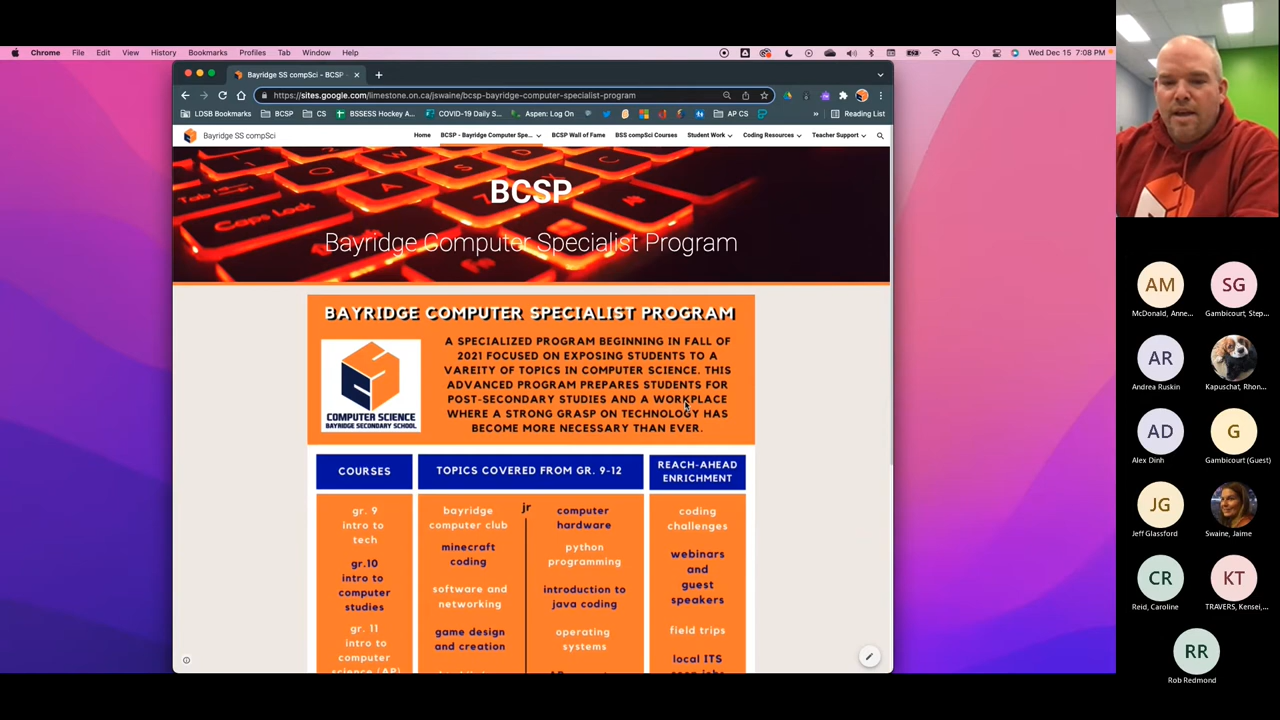 Chrome File Edit View History Bookmarks Profiles Tab Window Help
Wed Dec 15 7:08 PM
Bayridge SS compSci - BCSP
https://sites.google.com/limestone.on.ca/jswaine/bcsp-bayridge-computer-specialist-program
LDSB Bookmarks BCSP CS BSSESS Hockey A... COVID-19 Daily S... Aspen: Log On AP CS » Reading List
Bayridge SS compSci
Home BCSP - Bayridge Computer Spe... BCSP Wall of Fame BSS compSci Courses Student Work Coding Resources Teacher Support
Caps Lock
BCSP
Bayridge Computer Specialist Program
BAYRIDGE COMPUTER SPECIALIST PROGRAM
A SPECIALIZED PROGRAM BEGINNING IN FALL OF
2021 FOCUSED ON EXPOSING STUDENTS TO A
VAREITY OF TOPICS IN COMPUTER SCIENCE. THIS
ADVANCED PROGRAM PREPARES STUDENTS FOR
POST-SECONDARY STUDIES AND A WORKPLACE
WHERE A STRONG GRASP ON TECHNOLOGY HAS
BECOME MORE NECESSARY THAN EVER.
COMPUTER SCIENCE
BAYRIDGE SECONDARY SCHOOL
COURSES
gr. 9
intro to
tech
gr.10
intro to
computer
studies
gr. 11
intro to
computer
science (AP)
TOPICS COVERED FROM GR. 9-12
jr
bayridge
computer club
minecraft
coding
software and
networking
game design
and creation
computer
hardware
python
programming
introduction to
java coding
operating
systems
REACH-AHEAD
ENRICHMENT
coding
challenges
webinars
and
guest
speakers
field trips
local ITS
AM
McDonald, Anne...
SG
Gambicourt, Step...
AR
Andrea Ruskin
Kapuschat, Rhon...
AD
Alex Dinh
G
Gambicourt (Guest)
JG
Jeff Glassford
Swaine, Jaime
CR
Reid, Caroline
KT
TRAVERS, Kensei,...
RR
Rob Redmond